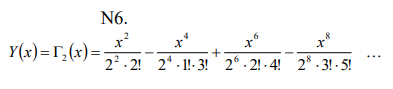 N6.
Y(x) = Γ₂(x) = x²/(2²·2!) − x⁴/(2⁴·1!·3!) + x⁶/(2⁶·2!·4!) − x⁸/(2⁸·3!·5!) …